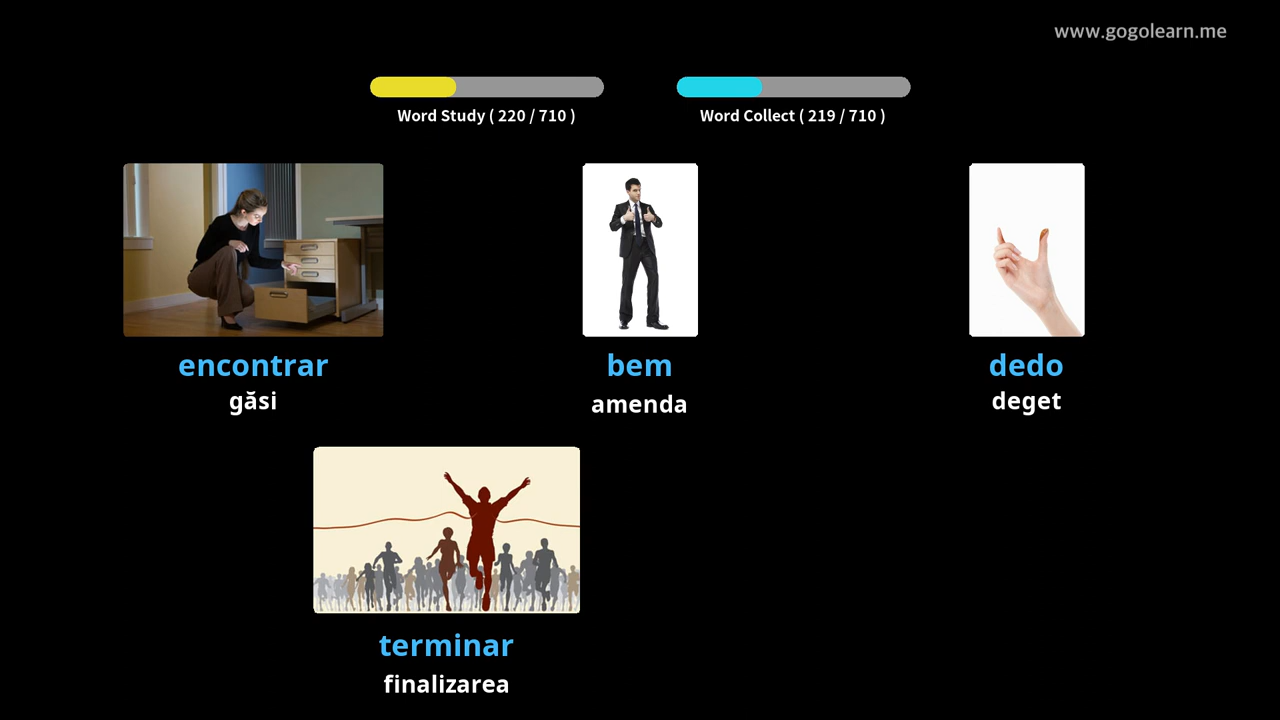 www.gogolearn.me
Word Study ( 220 / 710 )
Word Collect ( 219 / 710 )
encontrar
găsi
bem
amenda
dedo
deget
terminar
finalizarea